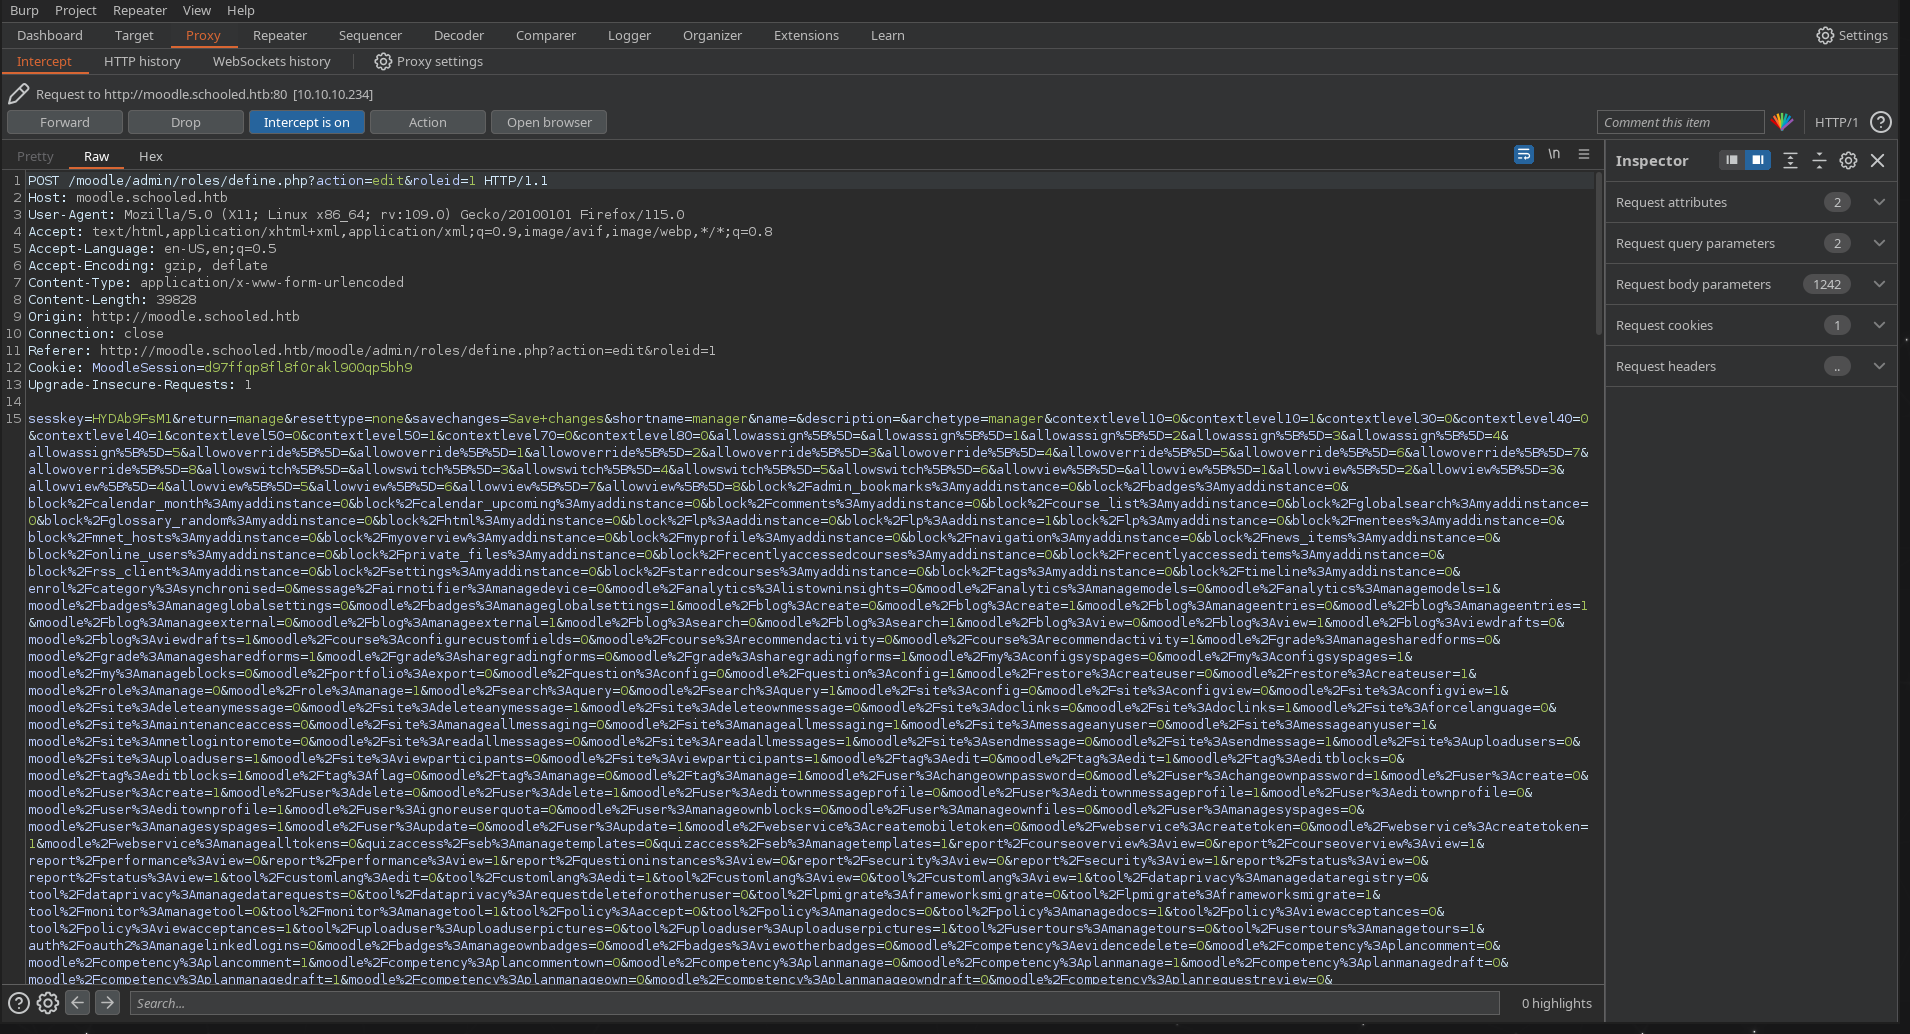 Burp Project Repeater View Help
Dashboard Target Proxy Repeater Sequencer Decoder Comparer Logger Organizer Extensions Learn Settings
Intercept HTTP history WebSockets history Proxy settings
Request to http://moodle.schooled.htb:80 [10.10.10.234]
Forward Drop Intercept is on Action Open browser Comment this item HTTP/1
Pretty Raw Hex \n
Inspector
Request attributes 2
Request query parameters 2
Request body parameters 1242
Request cookies 1
Request headers ..
1 POST /moodle/admin/roles/define.php?action=edit&roleid=1 HTTP/1.1
2 Host: moodle.schooled.htb
3 User-Agent: Mozilla/5.0 (X11; Linux x86_64; rv:109.0) Gecko/20100101 Firefox/115.0
4 Accept: text/html,application/xhtml+xml,application/xml;q=0.9,image/avif,image/webp,*/*;q=0.8
5 Accept-Language: en-US,en;q=0.5
6 Accept-Encoding: gzip, deflate
7 Content-Type: application/x-www-form-urlencoded
8 Content-Length: 39828
9 Origin: http://moodle.schooled.htb
10 Connection: close
11 Referer: http://moodle.schooled.htb/moodle/admin/roles/define.php?action=edit&roleid=1
12 Cookie: MoodleSession=d97ffqp8fl8f0rakl900qp5bh9
13 Upgrade-Insecure-Requests: 1
14
15 sesskey=HYDAb9FsMl&return=manage&resettype=none&savechanges=Save+changes&shortname=manager&name=&description=&archetype=manager&contextlevel10=0&contextlevel10=1&contextlevel30=0&contextlevel40=0
&contextlevel40=1&contextlevel50=0&contextlevel50=1&contextlevel70=0&contextlevel80=0&allowassign%5B%5D=&allowassign%5B%5D=1&allowassign%5B%5D=2&allowassign%5B%5D=3&allowassign%5B%5D=4&
allowassign%5B%5D=5&allowoverride%5B%5D=&allowoverride%5B%5D=1&allowoverride%5B%5D=2&allowoverride%5B%5D=3&allowoverride%5B%5D=4&allowoverride%5B%5D=5&allowoverride%5B%5D=6&allowoverride%5B%5D=7&
allowoverride%5B%5D=8&allowswitch%5B%5D=&allowswitch%5B%5D=3&allowswitch%5B%5D=4&allowswitch%5B%5D=5&allowswitch%5B%5D=6&allowview%5B%5D=&allowview%5B%5D=1&allowview%5B%5D=2&allowview%5B%5D=3&
allowview%5B%5D=4&allowview%5B%5D=5&allowview%5B%5D=6&allowview%5B%5D=7&allowview%5B%5D=8&block%2Fadmin_bookmarks%3Amyaddinstance=0&block%2Fbadges%3Amyaddinstance=0&
block%2Fcalendar_month%3Amyaddinstance=0&block%2Fcalendar_upcoming%3Amyaddinstance=0&block%2Fcomments%3Amyaddinstance=0&block%2Fcourse_list%3Amyaddinstance=0&block%2Fglobalsearch%3Amyaddinstance=
0&block%2Fglossary_random%3Amyaddinstance=0&block%2Fhtml%3Amyaddinstance=0&block%2Flp%3Aaddinstance=0&block%2Flp%3Aaddinstance=1&block%2Flp%3Amyaddinstance=0&block%2Fmentees%3Amyaddinstance=0&
block%2Fmnet_hosts%3Amyaddinstance=0&block%2Fmyoverview%3Amyaddinstance=0&block%2Fmyprofile%3Amyaddinstance=0&block%2Fnavigation%3Amyaddinstance=0&block%2Fnews_items%3Amyaddinstance=0&
block%2Fonline_users%3Amyaddinstance=0&block%2Fprivate_files%3Amyaddinstance=0&block%2Frecentlyaccessedcourses%3Amyaddinstance=0&block%2Frecentlyaccesseditems%3Amyaddinstance=0&
block%2Frss_client%3Amyaddinstance=0&block%2Fsettings%3Amyaddinstance=0&block%2Fstarredcourses%3Amyaddinstance=0&block%2Ftags%3Amyaddinstance=0&block%2Ftimeline%3Amyaddinstance=0&
enrol%2Fcategory%3Asynchronised=0&message%2Fairnotifier%3Amanagedevice=0&moodle%2Fanalytics%3Alistowninsights=0&moodle%2Fanalytics%3Amanagemodels=0&moodle%2Fanalytics%3Amanagemodels=1&
moodle%2Fbadges%3Amanageglobalsettings=0&moodle%2Fbadges%3Amanageglobalsettings=1&moodle%2Fblog%3Acreate=0&moodle%2Fblog%3Acreate=1&moodle%2Fblog%3Amanageentries=0&moodle%2Fblog%3Amanageentries=1
&moodle%2Fblog%3Amanageexternal=0&moodle%2Fblog%3Amanageexternal=1&moodle%2Fblog%3Asearch=0&moodle%2Fblog%3Asearch=1&moodle%2Fblog%3Aview=0&moodle%2Fblog%3Aview=1&moodle%2Fblog%3Aviewdrafts=0&
moodle%2Fblog%3Aviewdrafts=1&moodle%2Fcourse%3Aconfigurecustomfields=0&moodle%2Fcourse%3Arecommendactivity=0&moodle%2Fcourse%3Arecommendactivity=1&moodle%2Fgrade%3Amanagesharedforms=0&
moodle%2Fgrade%3Amanagesharedforms=1&moodle%2Fgrade%3Asharegradingforms=0&moodle%2Fgrade%3Asharegradingforms=1&moodle%2Fmy%3Aconfigsyspages=0&moodle%2Fmy%3Aconfigsyspages=1&
moodle%2Fmy%3Amanageblocks=0&moodle%2Fportfolio%3Aexport=0&moodle%2Fquestion%3Aconfig=0&moodle%2Fquestion%3Aconfig=1&moodle%2Frestore%3Acreateuser=0&moodle%2Frestore%3Acreateuser=1&
moodle%2Frole%3Amanage=0&moodle%2Frole%3Amanage=1&moodle%2Fsearch%3Aquery=0&moodle%2Fsearch%3Aquery=1&moodle%2Fsite%3Aconfig=0&moodle%2Fsite%3Aconfigview=0&moodle%2Fsite%3Aconfigview=1&
moodle%2Fsite%3Adeleteanymessage=0&moodle%2Fsite%3Adeleteanymessage=1&moodle%2Fsite%3Adeleteownmessage=0&moodle%2Fsite%3Adoclinks=0&moodle%2Fsite%3Adoclinks=1&moodle%2Fsite%3Aforcelanguage=0&
moodle%2Fsite%3Amaintenanceaccess=0&moodle%2Fsite%3Amanageallmessaging=0&moodle%2Fsite%3Amanageallmessaging=1&moodle%2Fsite%3Amessageanyuser=0&moodle%2Fsite%3Amessageanyuser=1&
moodle%2Fsite%3Amnetlogintoremote=0&moodle%2Fsite%3Areadallmessages=0&moodle%2Fsite%3Areadallmessages=1&moodle%2Fsite%3Asendmessage=0&moodle%2Fsite%3Asendmessage=1&moodle%2Fsite%3Auploadusers=0&
moodle%2Fsite%3Auploadusers=1&moodle%2Fsite%3Aviewparticipants=0&moodle%2Fsite%3Aviewparticipants=1&moodle%2Ftag%3Aedit=0&moodle%2Ftag%3Aedit=1&moodle%2Ftag%3Aeditblocks=0&
moodle%2Ftag%3Aeditblocks=1&moodle%2Ftag%3Aflag=0&moodle%2Ftag%3Amanage=0&moodle%2Ftag%3Amanage=1&moodle%2Fuser%3Achangeownpassword=0&moodle%2Fuser%3Achangeownpassword=1&moodle%2Fuser%3Acreate=0&
moodle%2Fuser%3Acreate=1&moodle%2Fuser%3Adelete=0&moodle%2Fuser%3Adelete=1&moodle%2Fuser%3Aeditownmessageprofile=0&moodle%2Fuser%3Aeditownmessageprofile=1&moodle%2Fuser%3Aeditownprofile=0&
moodle%2Fuser%3Aeditownprofile=1&moodle%2Fuser%3Aignoreuserquota=0&moodle%2Fuser%3Amanageownblocks=0&moodle%2Fuser%3Amanageownfiles=0&moodle%2Fuser%3Amanagesyspages=0&
moodle%2Fuser%3Amanagesyspages=1&moodle%2Fuser%3Aupdate=0&moodle%2Fuser%3Aupdate=1&moodle%2Fwebservice%3Acreatemobiletoken=0&moodle%2Fwebservice%3Acreatetoken=0&moodle%2Fwebservice%3Acreatetoken=
1&moodle%2Fwebservice%3Amanagealltokens=0&quizaccess%2Fseb%3Amanagetemplates=0&quizaccess%2Fseb%3Amanagetemplates=1&report%2Fcourseoverview%3Aview=0&report%2Fcourseoverview%3Aview=1&
report%2Fperformance%3Aview=0&report%2Fperformance%3Aview=1&report%2Fquestioninstances%3Aview=0&report%2Fsecurity%3Aview=0&report%2Fsecurity%3Aview=1&report%2Fstatus%3Aview=0&
report%2Fstatus%3Aview=1&tool%2Fcustomlang%3Aedit=0&tool%2Fcustomlang%3Aedit=1&tool%2Fcustomlang%3Aview=0&tool%2Fcustomlang%3Aview=1&tool%2Fdataprivacy%3Amanagedataregistry=0&
tool%2Fdataprivacy%3Amanagedatarequests=0&tool%2Fdataprivacy%3Arequestdeleteforotheruser=0&tool%2Flpmigrate%3Aframeworksmigrate=0&tool%2Flpmigrate%3Aframeworksmigrate=1&
tool%2Fmonitor%3Amanagetool=0&tool%2Fmonitor%3Amanagetool=1&tool%2Fpolicy%3Aaccept=0&tool%2Fpolicy%3Amanagedocs=0&tool%2Fpolicy%3Amanagedocs=1&tool%2Fpolicy%3Aviewacceptances=0&
tool%2Fpolicy%3Aviewacceptances=1&tool%2Fuploaduser%3Auploaduserpictures=0&tool%2Fuploaduser%3Auploaduserpictures=1&tool%2Fusertours%3Amanagetours=0&tool%2Fusertours%3Amanagetours=1&
auth%2Foauth2%3Amanagelinkedlogins=0&moodle%2Fbadges%3Amanageownbadges=0&moodle%2Fbadges%3Aviewotherbadges=0&moodle%2Fcompetency%3Aevidencedelete=0&moodle%2Fcompetency%3Aplancomment=0&
moodle%2Fcompetency%3Aplancomment=1&moodle%2Fcompetency%3Aplancommentown=0&moodle%2Fcompetency%3Aplanmanage=0&moodle%2Fcompetency%3Aplanmanage=1&moodle%2Fcompetency%3Aplanmanagedraft=0&
moodle%2Fcompetency%3Aplanmanagedraft=1&moodle%2Fcompetency%3Aplanmanageown=0&moodle%2Fcompetency%3Aplanmanageowndraft=0&moodle%2Fcompetency%3Aplanrequestreview=0&
Search... 0 highlights